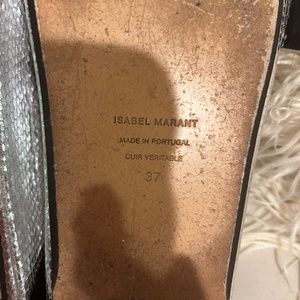 ISABEL MARANT
MADE IN PORTUGAL
CUIR VERITABLE
37